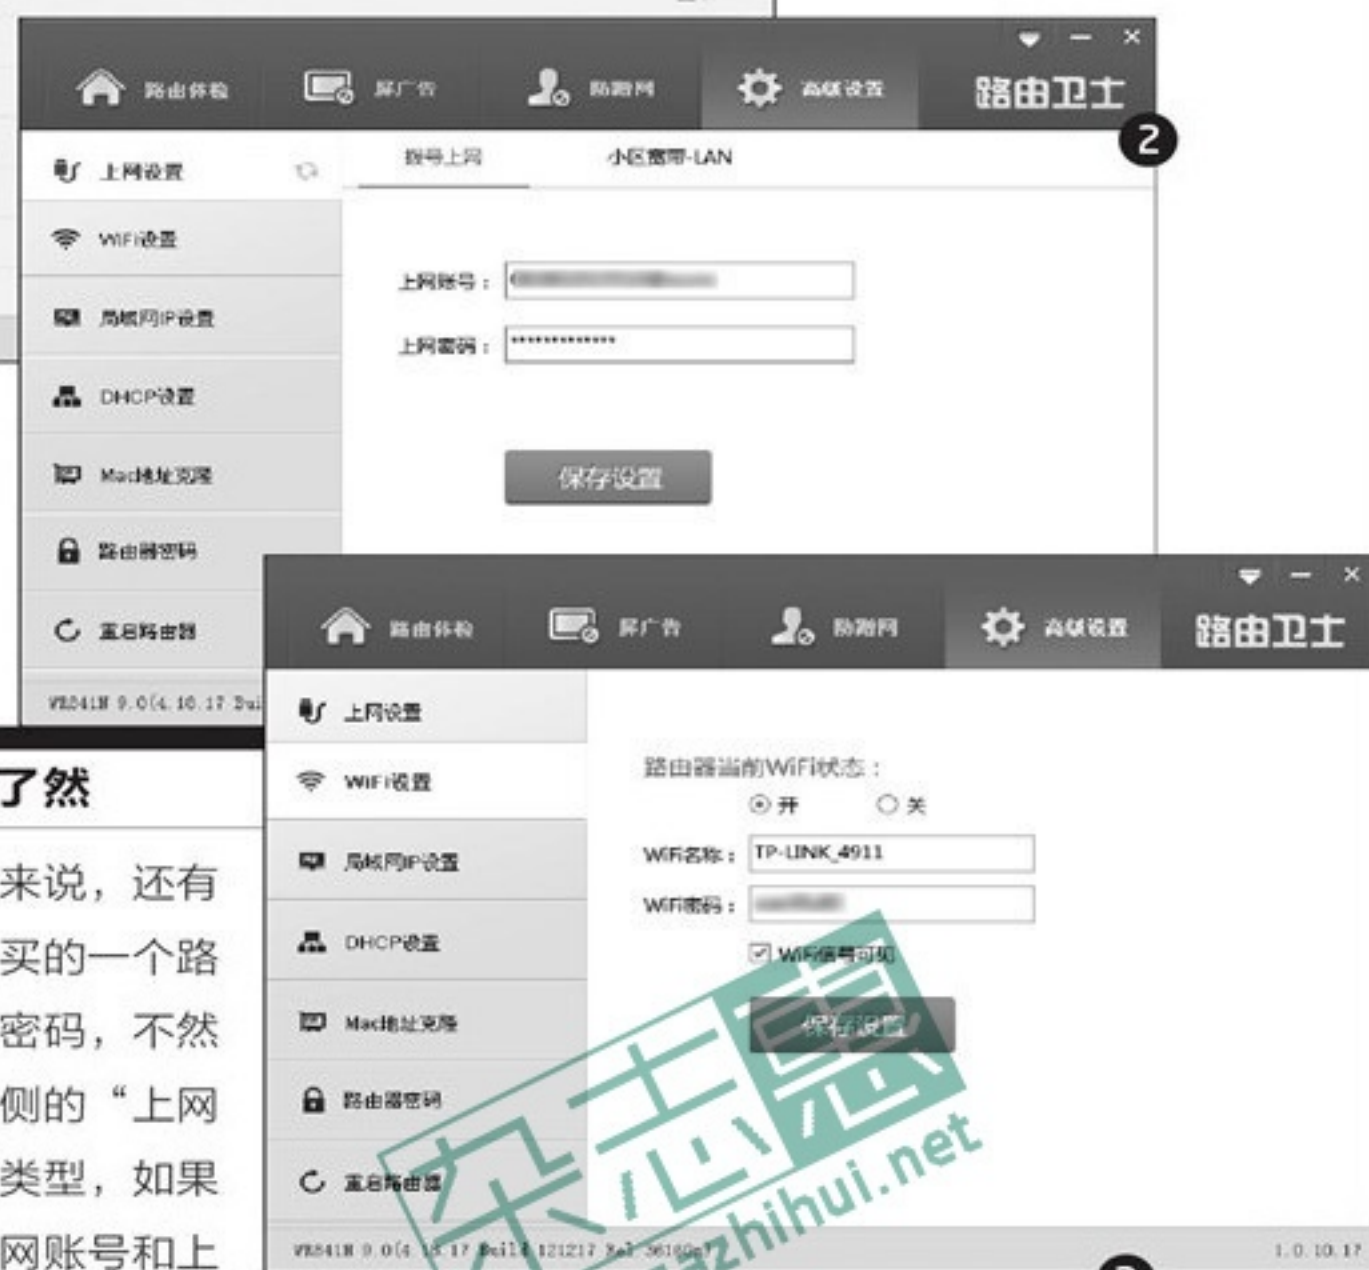 路由体检
屏广告
防蹭网
高级设置
路由卫士
2
上网设置
拨号上网
小区宽带-LAN
WiFi设置
上网账号：
局域网IP设置
上网密码：
*************
DHCP设置
Mac地址克隆
保存设置
路由器密码
重启路由器
路由体检
屏广告
防蹭网
高级设置
路由卫士
上网设置
路由器当前WiFi状态：
WiFi设置
开
关
WiFi名称：
TP-LINK_4911
局域网IP设置
WiFi密码：
DHCP设置
WiFi信号可见
Mac地址克隆
保存设置
路由器密码
重启路由器
1.0.10.17
了然
来说，还有
买的一个路
密码，不然
侧的“上网
类型，如果
网账号和上
杂志惠
azhihui.net